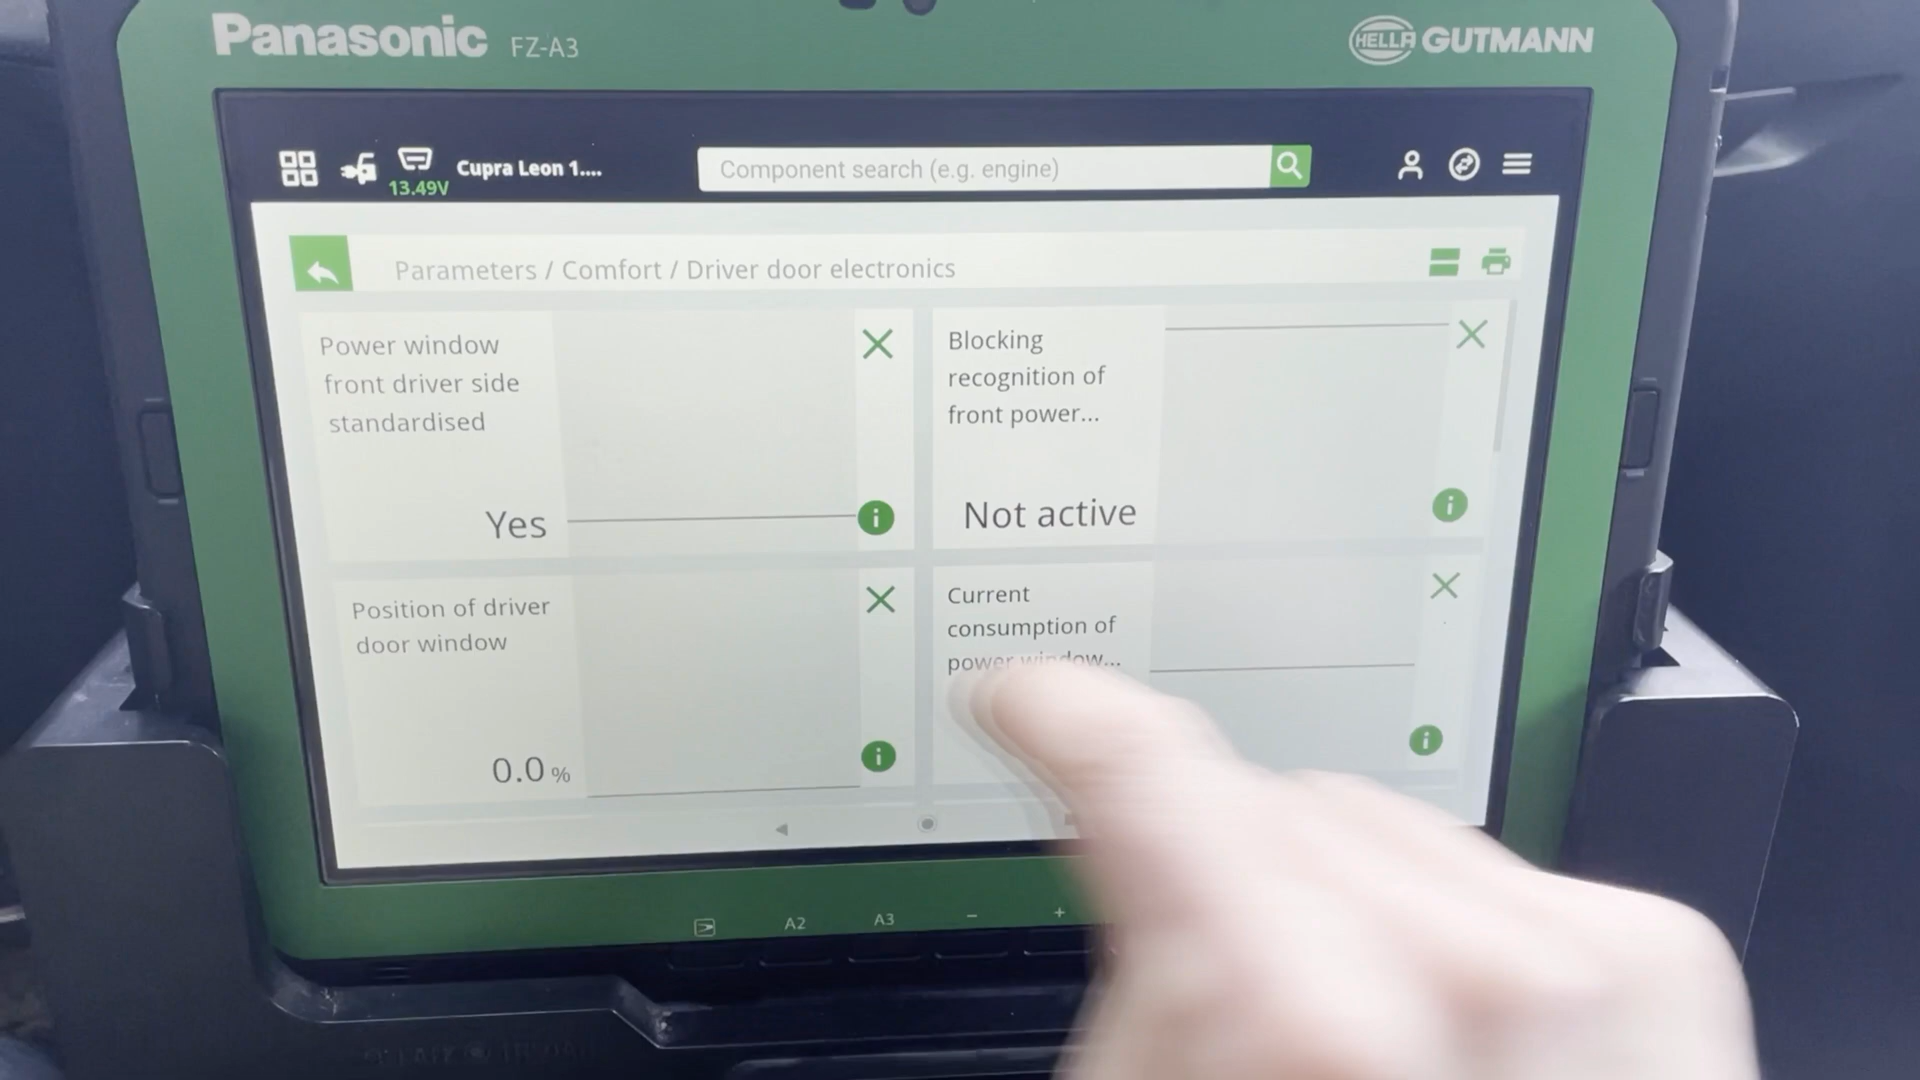 Panasonic FZ-A3
HELLA GUTMANN
13.49V
Cupra Leon 1....
Component search (e.g. engine)
Parameters / Comfort / Driver door electronics
Power window
front driver side
standardised
Yes
Blocking
recognition of
front power...
Not active
Position of driver
door window
0.0 %
Current
consumption of
power window...
A2 A3 - +